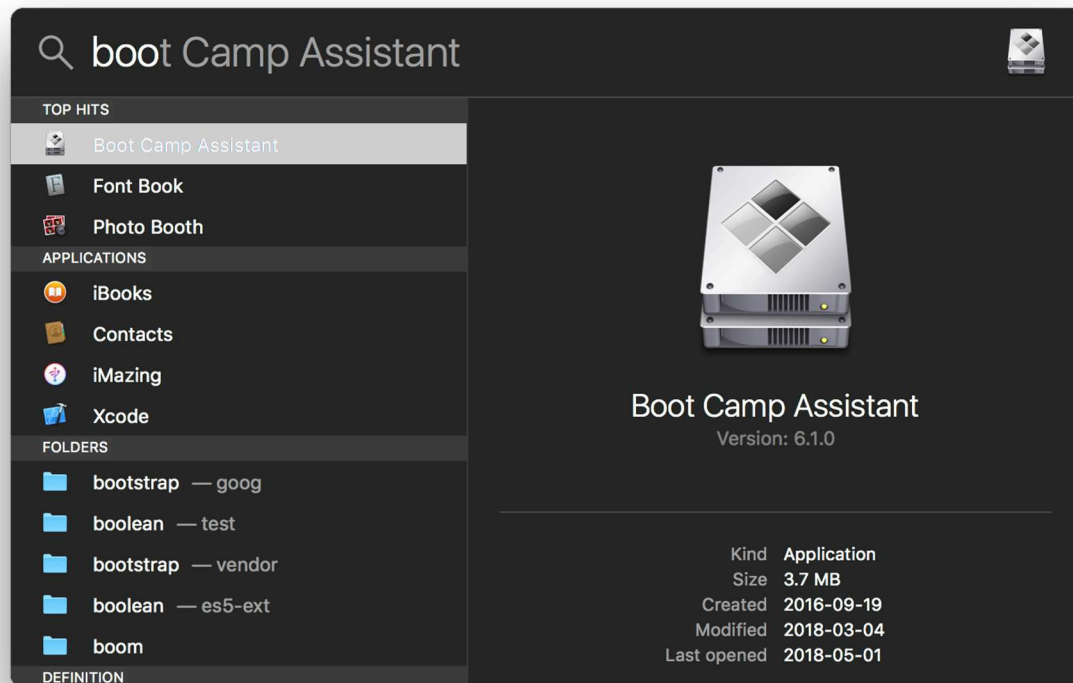 boot Camp Assistant
TOP HITS
Boot Camp Assistant
Font Book
Photo Booth
APPLICATIONS
iBooks
Contacts
iMazing
Xcode
FOLDERS
bootstrap — goog
boolean — test
bootstrap — vendor
boolean — es5-ext
boom
DEFINITION
Boot Camp Assistant
Version: 6.1.0
Kind Application
Size 3.7 MB
Created 2016-09-19
Modified 2018-03-04
Last opened 2018-05-01